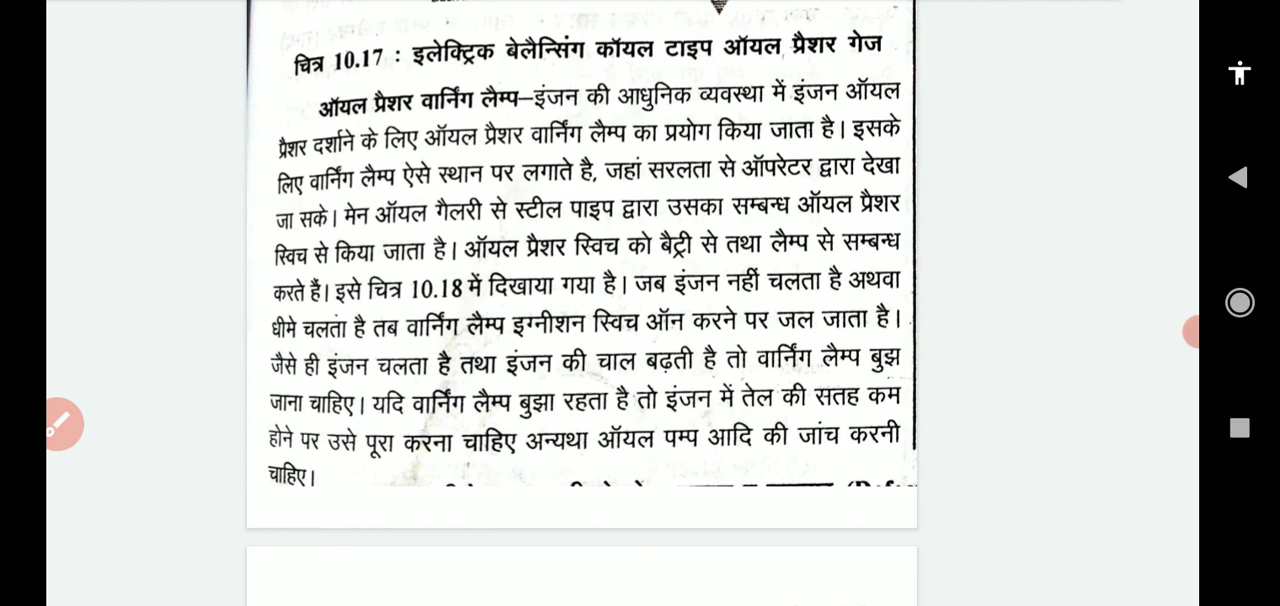 चित्र 10.17 : इलेक्ट्रिक बेलैन्सिंग कॉयल टाइप ऑयल प्रैशर गेज
ऑयल प्रैशर वार्निंग लैम्प–इंजन की आधुनिक व्यवस्था में इंजन ऑयल
प्रैशर दर्शाने के लिए ऑयल प्रैशर वार्निंग लैम्प का प्रयोग किया जाता है। इसके
लिए वार्निंग लैम्प ऐसे स्थान पर लगाते है, जहां सरलता से ऑपरेटर द्वारा देखा
जा सके। मेन ऑयल गैलरी से स्टील पाइप द्वारा उसका सम्बन्ध ऑयल प्रैशर
स्विच से किया जाता है। ऑयल प्रैशर स्विच को बैट्री से तथा लैम्प से सम्बन्ध
करते हैं। इसे चित्र 10.18 में दिखाया गया है। जब इंजन नहीं चलता है अथवा
धीमे चलता है तब वार्निंग लैम्प इग्नीशन स्विच ऑन करने पर जल जाता है।
जैसे ही इंजन चलता है तथा इंजन की चाल बढ़ती है तो वार्निंग लैम्प बुझ
जाना चाहिए। यदि वार्निंग लैम्प बुझा रहता है तो इंजन में तेल की सतह कम
होने पर उसे पूरा करना चाहिए अन्यथा ऑयल पम्प आदि की जांच करनी
चाहिए।